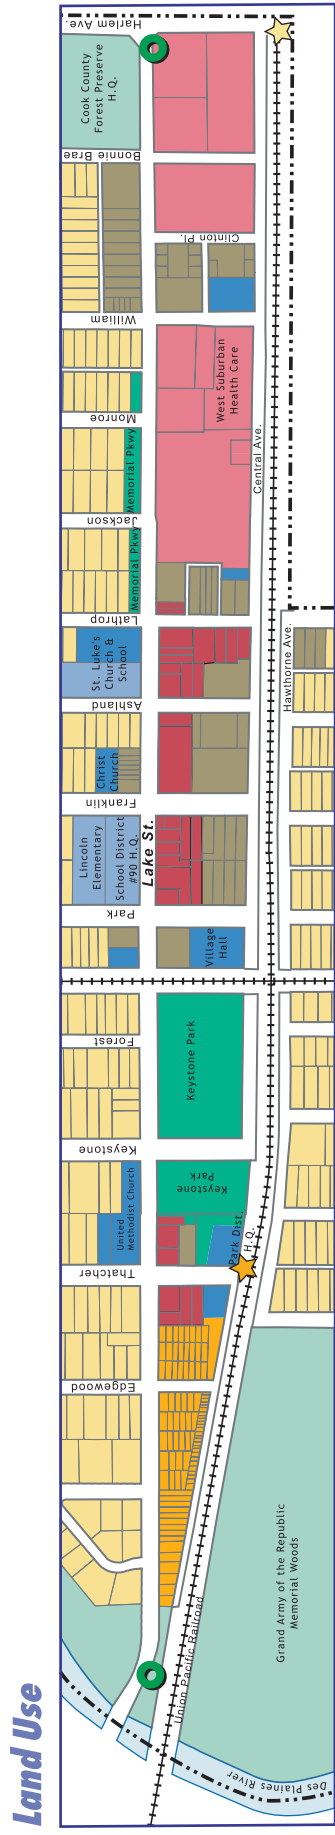 Land Use
Harlem Ave.
Cook County
Forest Preserve
H.Q.
Bonnie Brae
Clinton Pl.
William
West Suburban
Health Care
Monroe
Memorial Pkwy
Central Ave.
Jackson
Memorial Pkwy
Lathrop
St. Luke's
Church &
School
Hawthorne Ave.
Ashland
Christ
Church
Franklin
Lincoln
Elementary
School District
#90 H.Q.
Lake St.
Park
Village
Hall
Forest
Keystone Park
Keystone
Keystone
Park
United
Methodist Church
Park Dist.
H.Q.
Thatcher
Edgewood
Grand Army of the Republic
Memorial Woods
Union Pacific Railroad
Des Plaines River